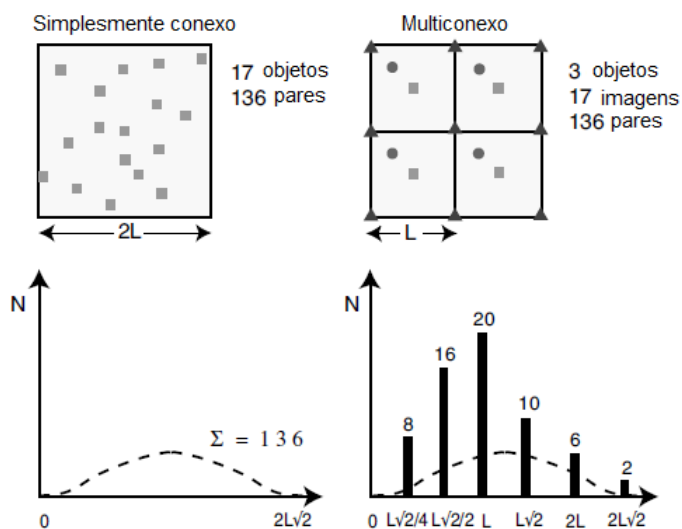 Simplesmente conexo
17 objetos
136 pares
2L
Multiconexo
3 objetos
17 imagens
136 pares
L
N
Σ = 136
0
2L√2
N
8
16
20
10
6
2
0
L√2/4
L√2/2
L
L√2
2L
2L√2